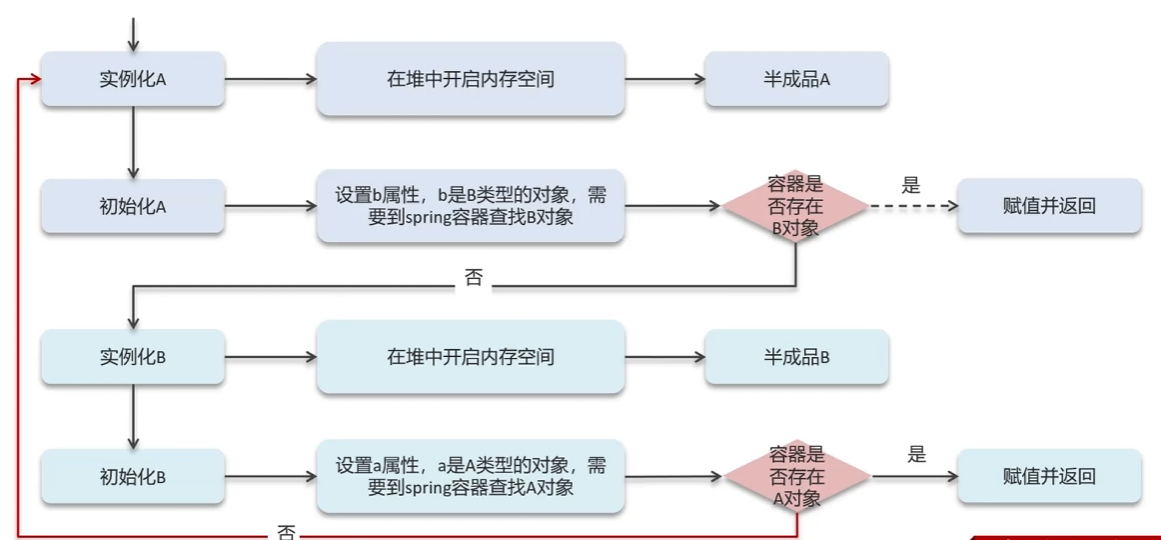 实例化A
在堆中开启内存空间
半成品A
初始化A
设置b属性，b是B类型的对象，需
要到spring容器查找B对象
容器是
否存在
B对象
是
赋值并返回
否
实例化B
在堆中开启内存空间
半成品B
初始化B
设置a属性，a是A类型的对象，需
要到spring容器查找A对象
容器是
否存在
A对象
是
赋值并返回
否